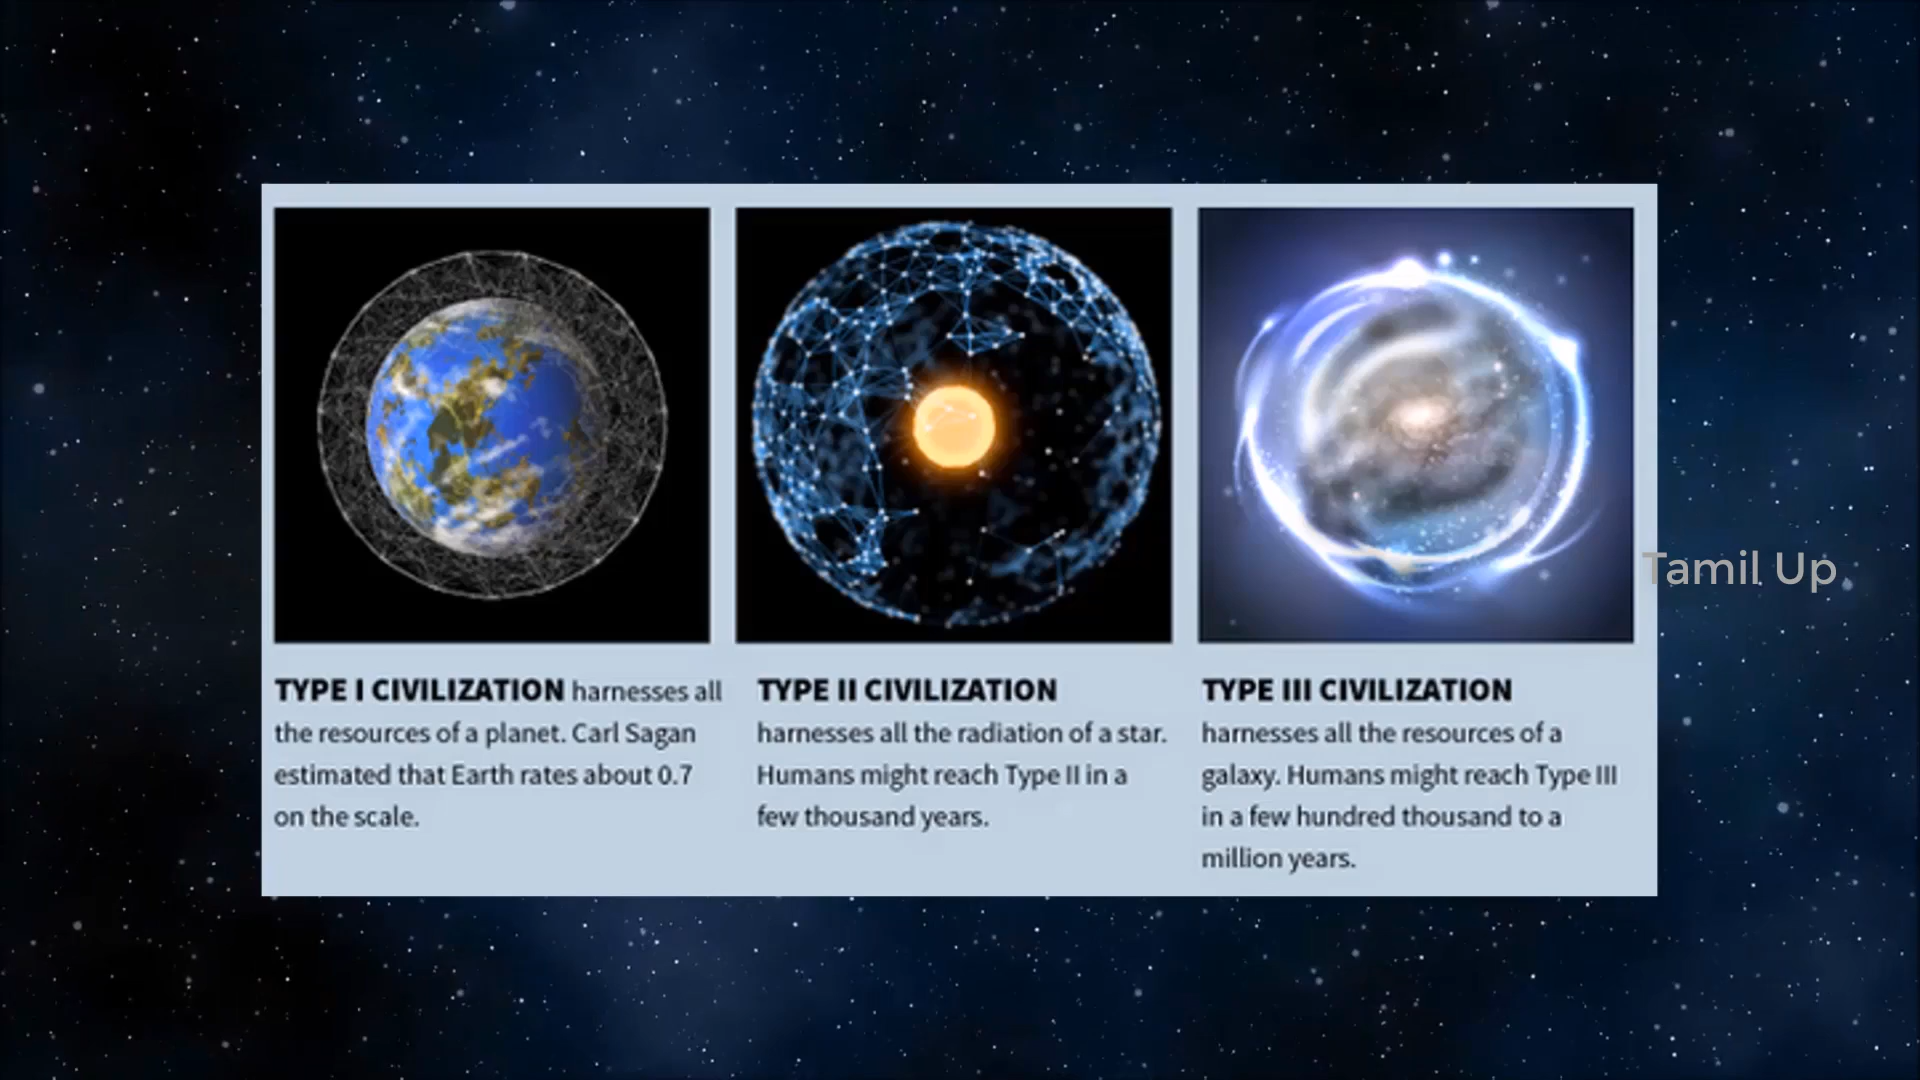 TYPE I CIVILIZATION harnesses all
the resources of a planet. Carl Sagan
estimated that Earth rates about 0.7
on the scale.
TYPE II CIVILIZATION
harnesses all the radiation of a star.
Humans might reach Type II in a
few thousand years.
TYPE III CIVILIZATION
harnesses all the resources of a
galaxy. Humans might reach Type III
in a few hundred thousand to a
million years.
Tamil Up